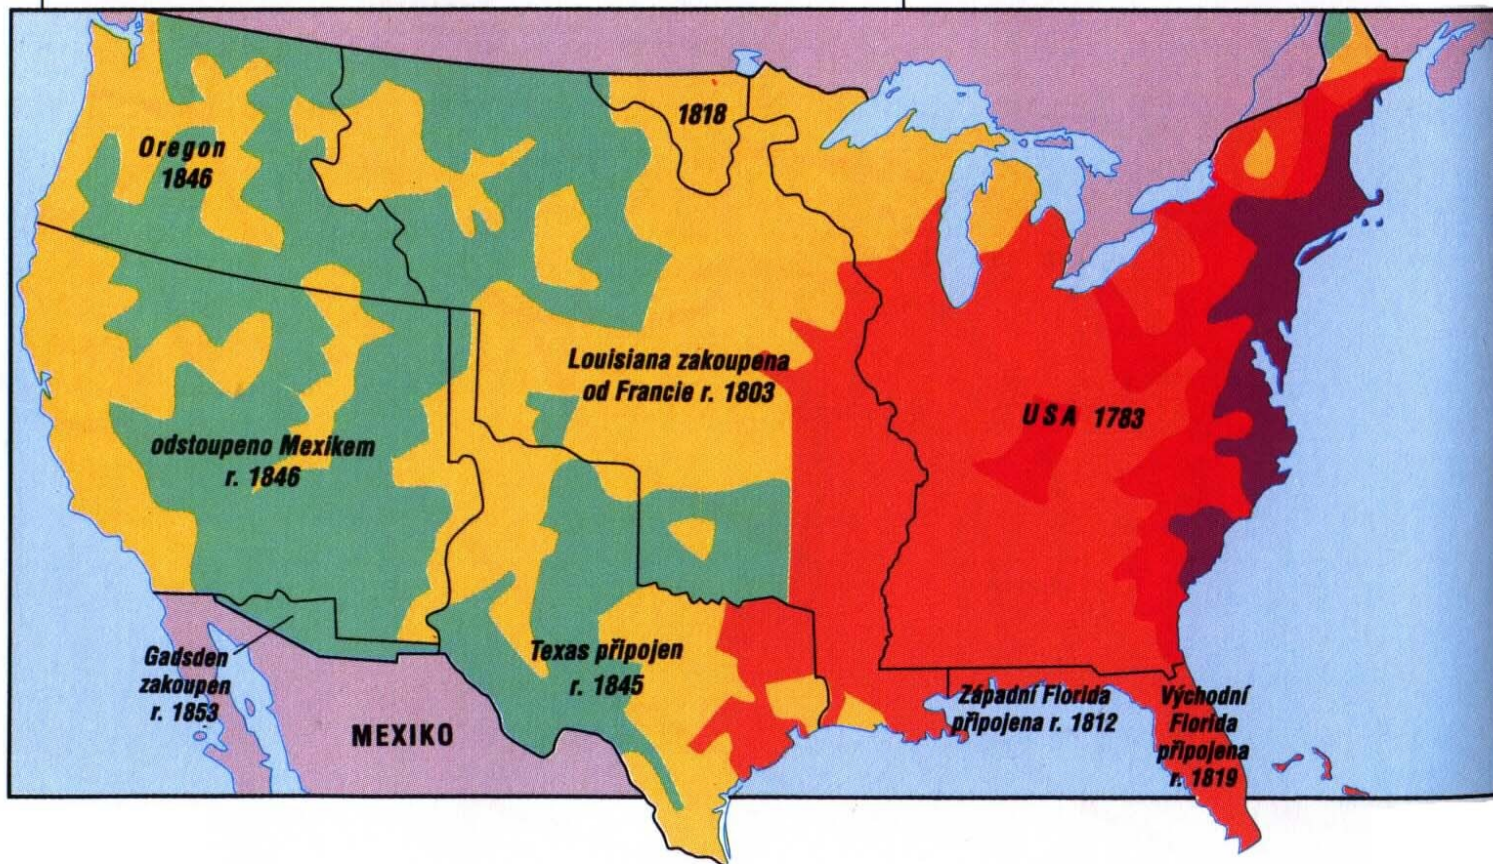 1818
Oregon
1846
Louisiana zakoupena
od Francie r. 1803
USA 1783
odstoupeno Mexikem
r. 1846
Gadsden
zakoupen
r. 1853
MEXIKO
Texas připojen
r. 1845
Západní Florida
připojena r. 1812
Východní
Florida
připojena
r. 1819